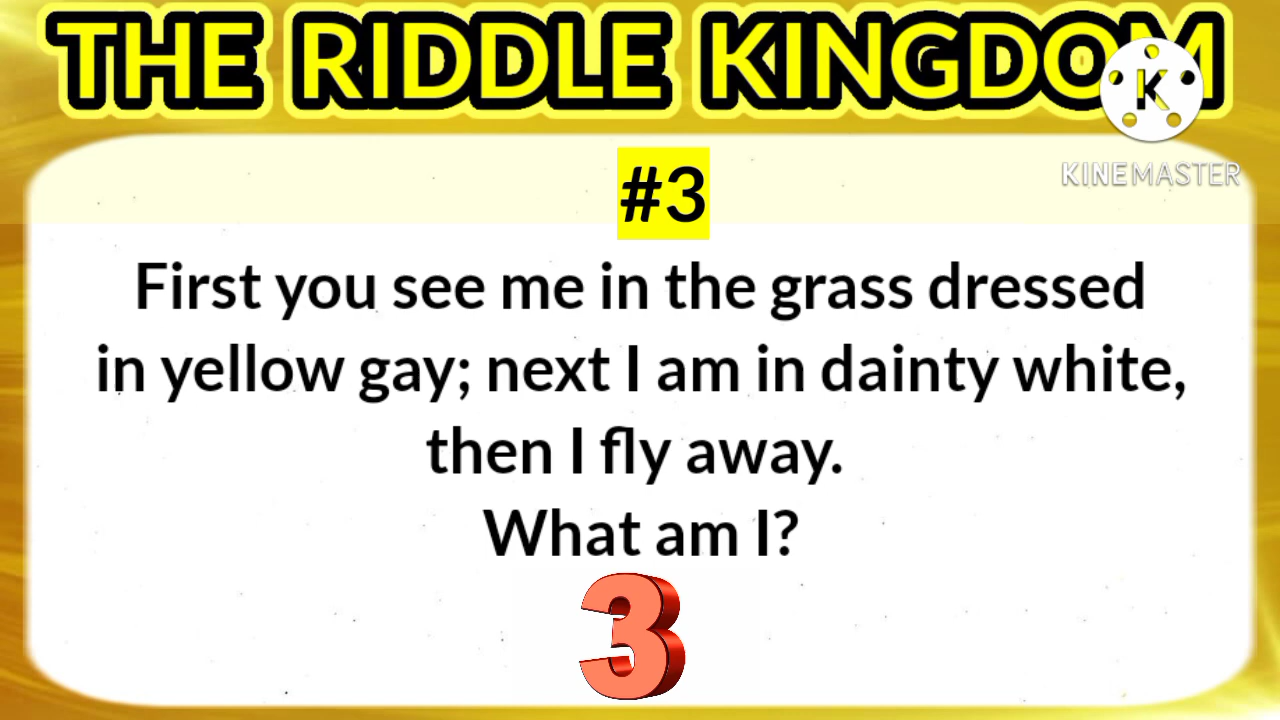 THE RIDDLE KINGDOM
K
KINEMASTER
#3
First you see me in the grass dressed
in yellow gay; next I am in dainty white,
then I fly away.
What am I?
3